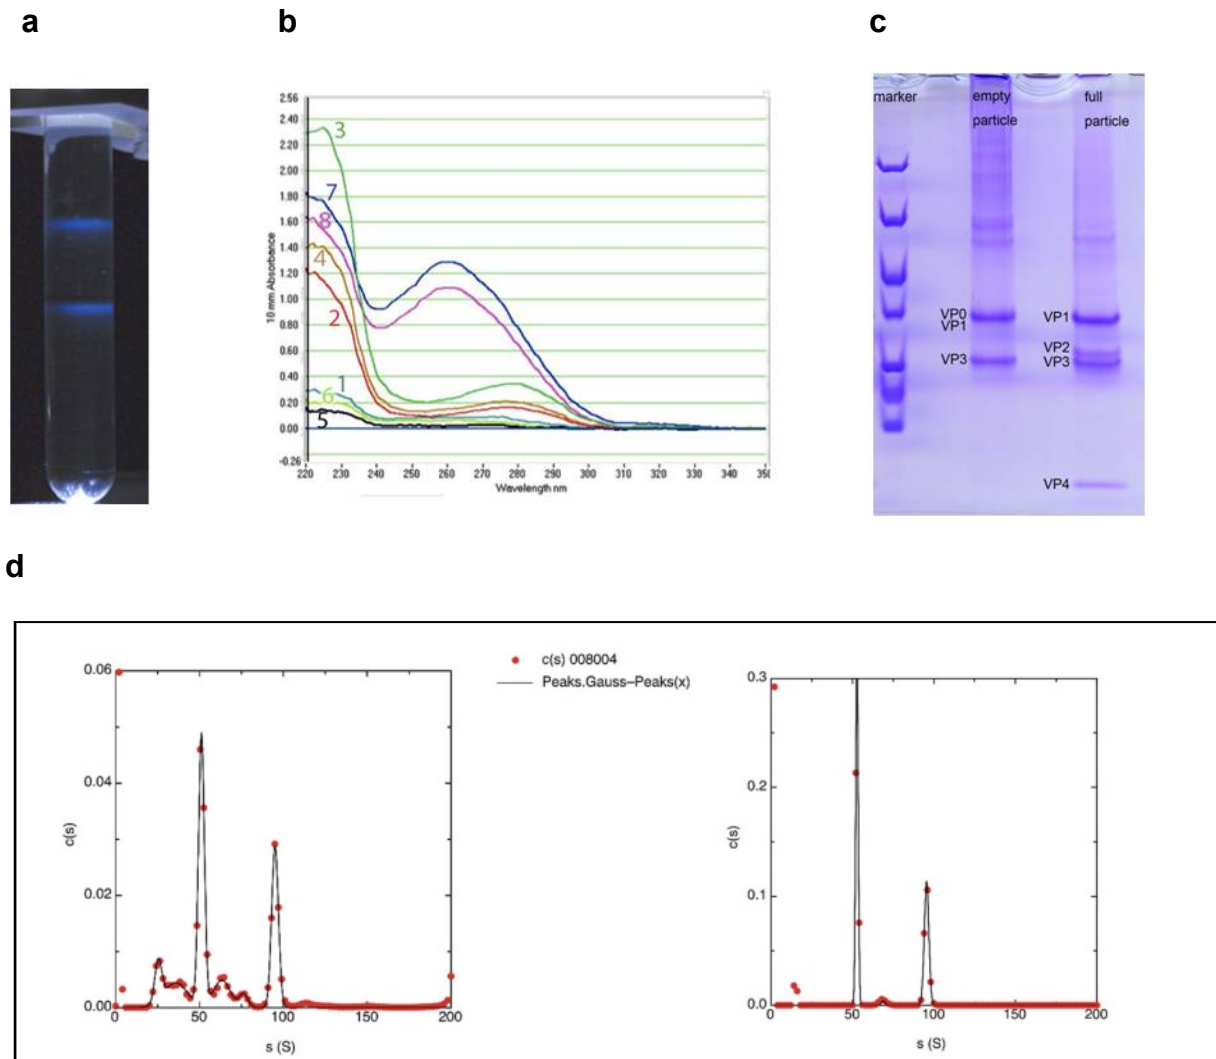 a
b
c
2.56
2.40
2.20
2.00
1.80
1.60
1.40
1.20
1.00
0.80
0.60
0.40
0.20
0.00
-0.26
10 mm Absorbance
3
7
8
4
2
1
6
5
220 230 240 250 260 270 280 290 300 310 320 330 340 350
Wavelength nm
marker
empty
particle
full
particle
VP0
VP1
VP3
VP1
VP2
VP3
VP4
d
0.06
0.04
0.02
0.00
c(s)
0 50 100 150 200
s (S)
c(s) 008004
Peaks.Gauss–Peaks(x)
0.3
0.2
0.1
0.0
c(s)
0 50 100 150 200
s (S)